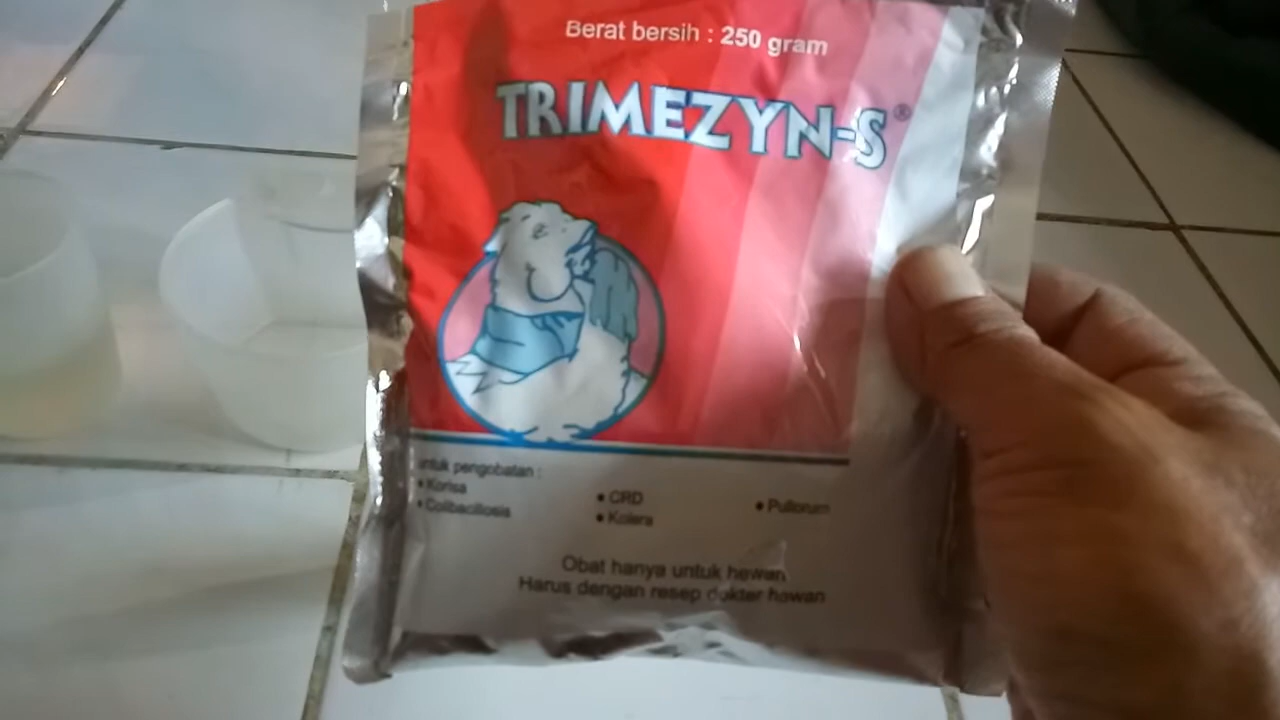 Berat bersih : 250 gram
TRIMEZYN-S®
untuk pengobatan :
• Korisa • CRD • Pullorum
• Colibacillosis • Kolera
Obat hanya untuk hewan
Harus dengan resep dokter hewan